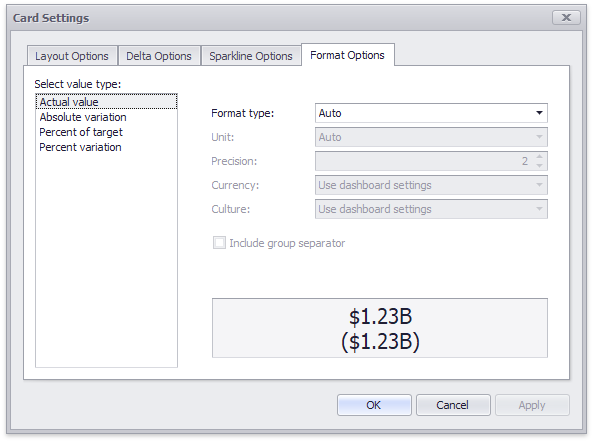 Card Settings
Layout Options
Delta Options
Sparkline Options
Format Options
Select value type:
Actual value
Absolute variation
Percent of target
Percent variation
Format type:
Auto
Unit:
Auto
Precision:
2
Currency:
Use dashboard settings
Culture:
Use dashboard settings
Include group separator
$1.23B
($1.23B)
OK
Cancel
Apply